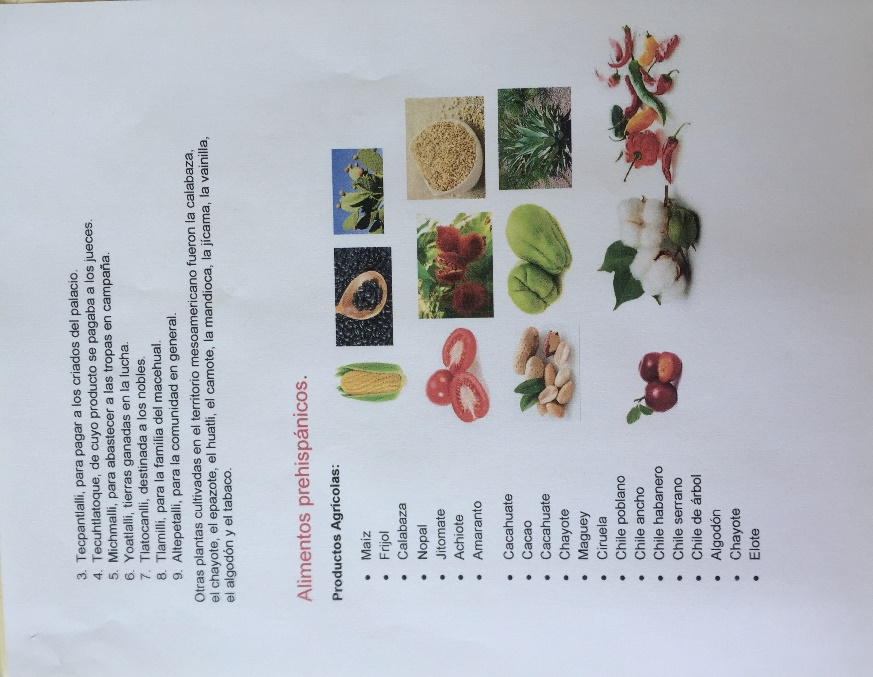 3. Tecpantlalli, para pagar a los criados del palacio.
4. Tecuhtlatoque, de cuyo producto se pagaba a los jueces.
5. Michmalli, para abastecer a las tropas en campaña.
6. Yoatlalli, tierras ganadas en la lucha.
7. Tlatocanlli, destinada a los nobles.
8. Tlamilli, para la familia del macehual.
9. Altepetalli, para la comunidad en general.
Otras plantas cultivadas en el territorio mesoamericano fueron la calabaza,
el chayote, el epazote, el huatli, el camote, la mandioca, la jícama, la vainilla,
el algodón y el tabaco.
Alimentos prehispánicos.
Productos Agrícolas:
• Maíz
• Frijol
• Calabaza
• Nopal
• Jitomate
• Achiote
• Amaranto
• Cacahuate
• Cacao
• Cacahuate
• Chayote
• Maguey
• Ciruela
• Chile poblano
• Chile ancho
• Chile habanero
• Chile serrano
• Chile de árbol
• Algodón
• Chayote
• Elote